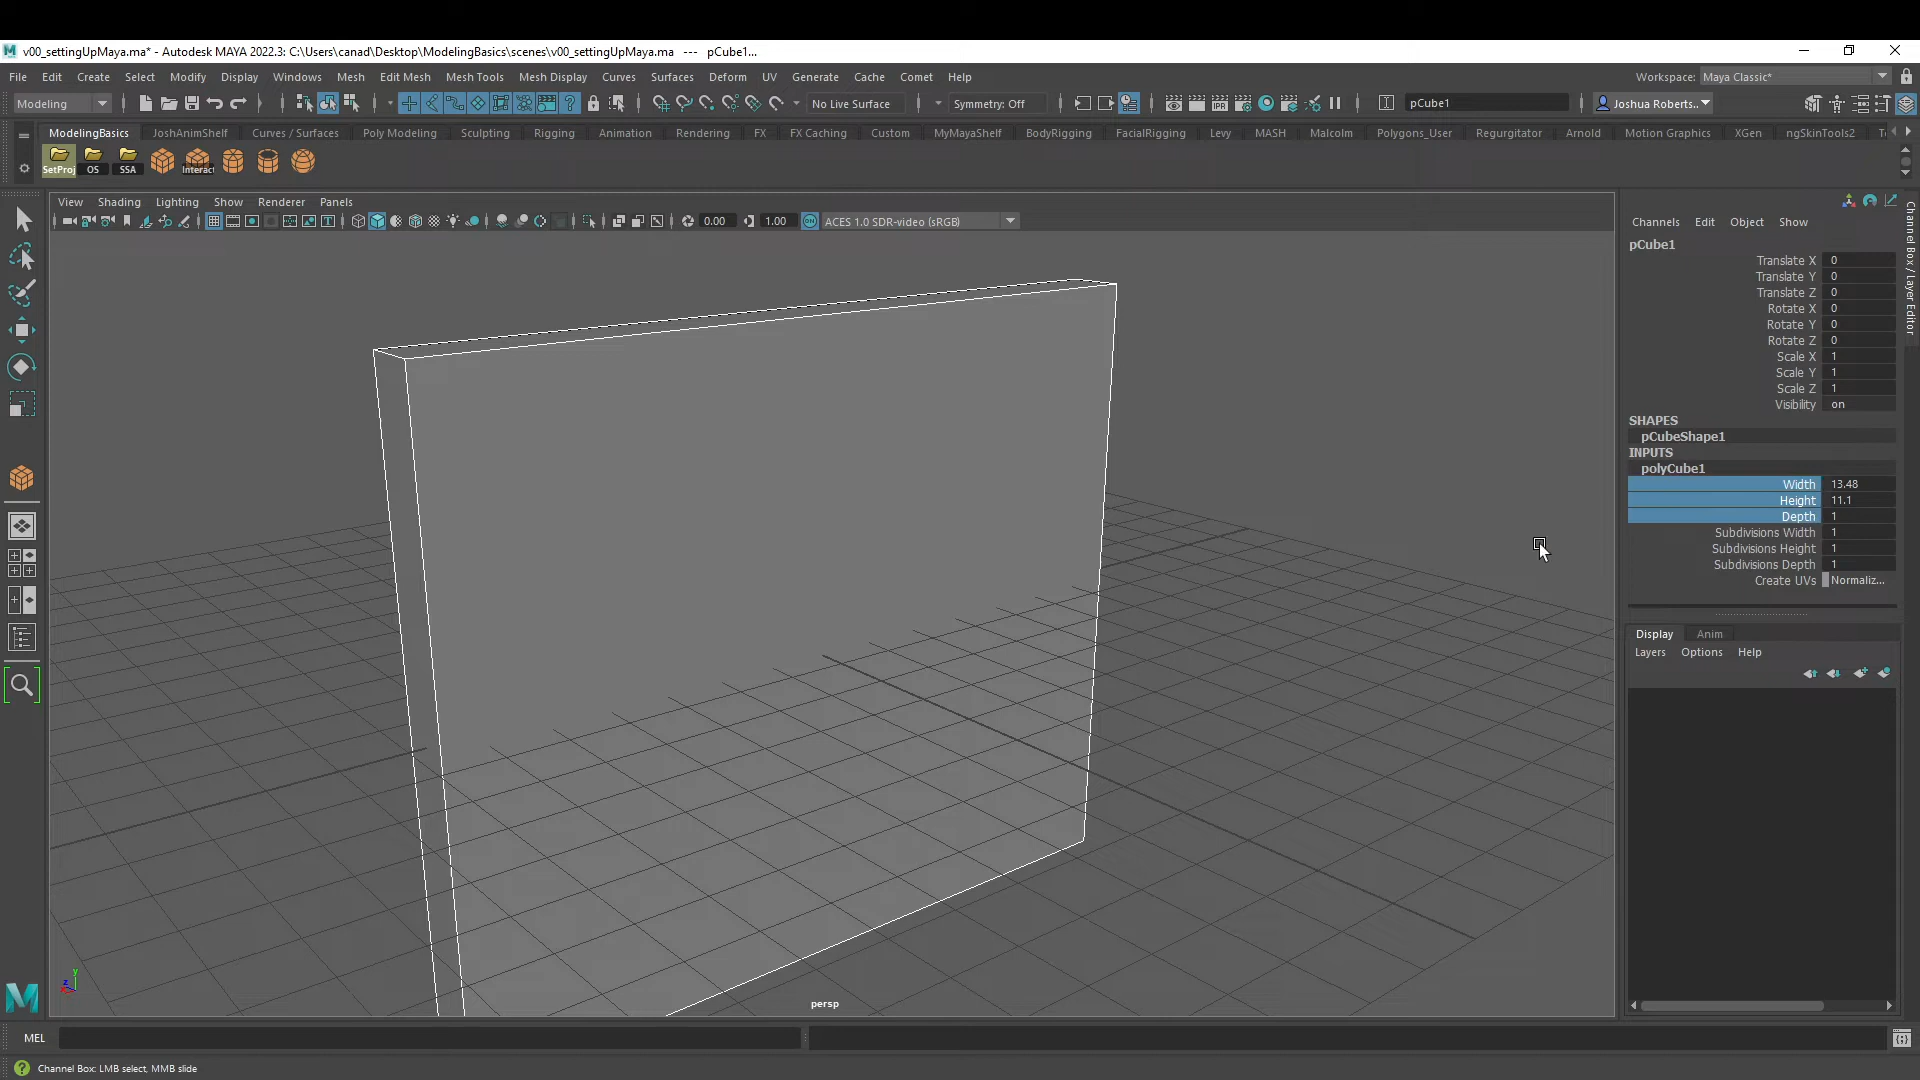 v00_settingUpMaya.ma* - Autodesk MAYA 2022.3: C:\Users\canad\Desktop\ModelingBasics\scenes\v00_settingUpMaya.ma --- pCube1...
File Edit Create Select Modify Display Windows Mesh Edit Mesh Mesh Tools Mesh Display Curves Surfaces Deform UV Generate Cache Comet Help
Workspace: Maya Classic*
Modeling
No Live Surface
Symmetry: Off
IPR
pCube1
Joshua Roberts..
ModelingBasics JoshAnimShelf Curves / Surfaces Poly Modeling Sculpting Rigging Animation Rendering FX FX Caching Custom MyMayaShelf BodyRigging FacialRigging Levy MASH Malcolm Polygons_User Regurgitator Arnold Motion Graphics XGen ngSkinTools2
SetProj OS SSA Interact
View Shading Lighting Show Renderer Panels
0.00 1.00 ON ACES 1.0 SDR-video (sRGB)
Channels Edit Object Show
pCube1
Translate X 0
Translate Y 0
Translate Z 0
Rotate X 0
Rotate Y 0
Rotate Z 0
Scale X 1
Scale Y 1
Scale Z 1
Visibility on
SHAPES
pCubeShape1
INPUTS
polyCube1
Width 13.48
Height 11.1
Depth 1
Subdivisions Width 1
Subdivisions Height 1
Subdivisions Depth 1
Create UVs Normaliz...
Channel Box / Layer Editor
Display Anim
Layers Options Help
y
z
x
persp
MEL
Channel Box: LMB select, MMB slide